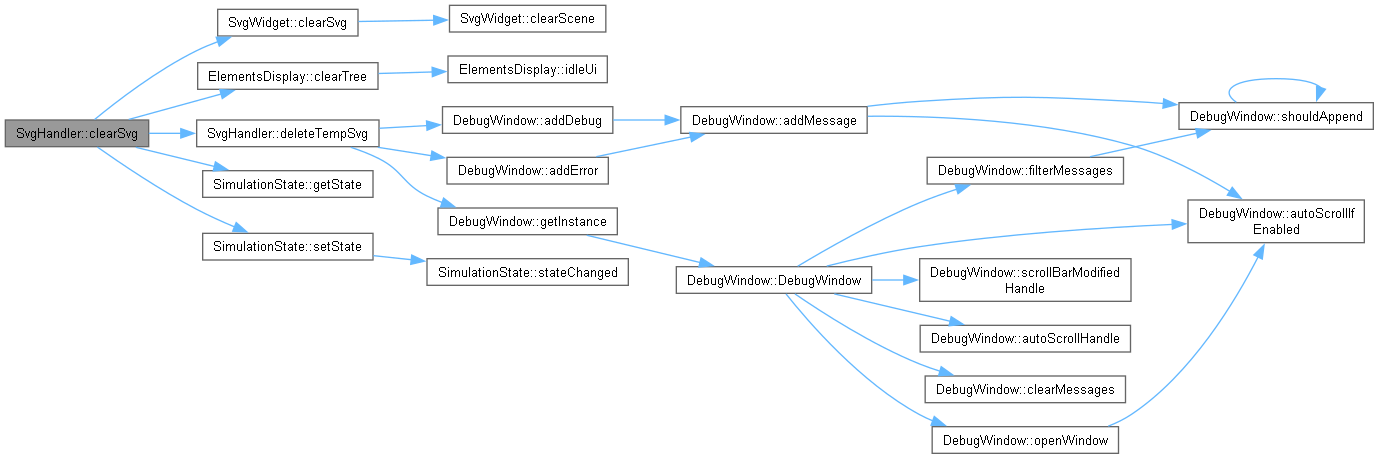 SvgHandler::clearSvg
SvgWidget::clearSvg
SvgWidget::clearScene
ElementsDisplay::clearTree
ElementsDisplay::idleUi
SvgHandler::deleteTempSvg
DebugWindow::addDebug
DebugWindow::addMessage
DebugWindow::shouldAppend
DebugWindow::addError
DebugWindow::getInstance
DebugWindow::DebugWindow
DebugWindow::filterMessages
DebugWindow::autoScrollIf
Enabled
DebugWindow::scrollBarModified
Handle
DebugWindow::autoScrollHandle
DebugWindow::clearMessages
DebugWindow::openWindow
SimulationState::getState
SimulationState::setState
SimulationState::stateChanged